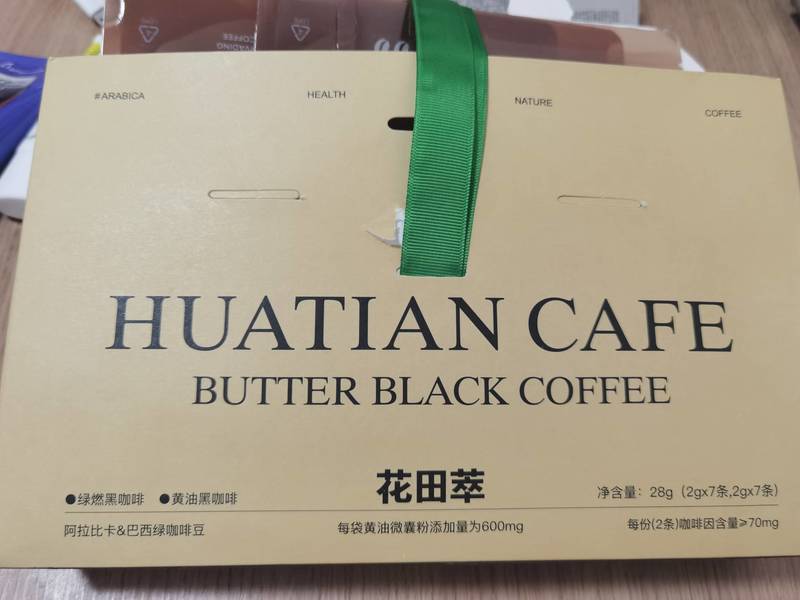 VADING
COFFEE
#ARABICA HEALTH NATURE COFFEE
HUATIAN CAFE
BUTTER BLACK COFFEE
●绿燃黑咖啡 ●黄油黑咖啡 花田萃 净含量：28g（2gx7条,2gx7条）
阿拉比卡&巴西绿咖啡豆 每袋黄油微囊粉添加量为600mg 每份(2条)咖啡因含量≥70mg